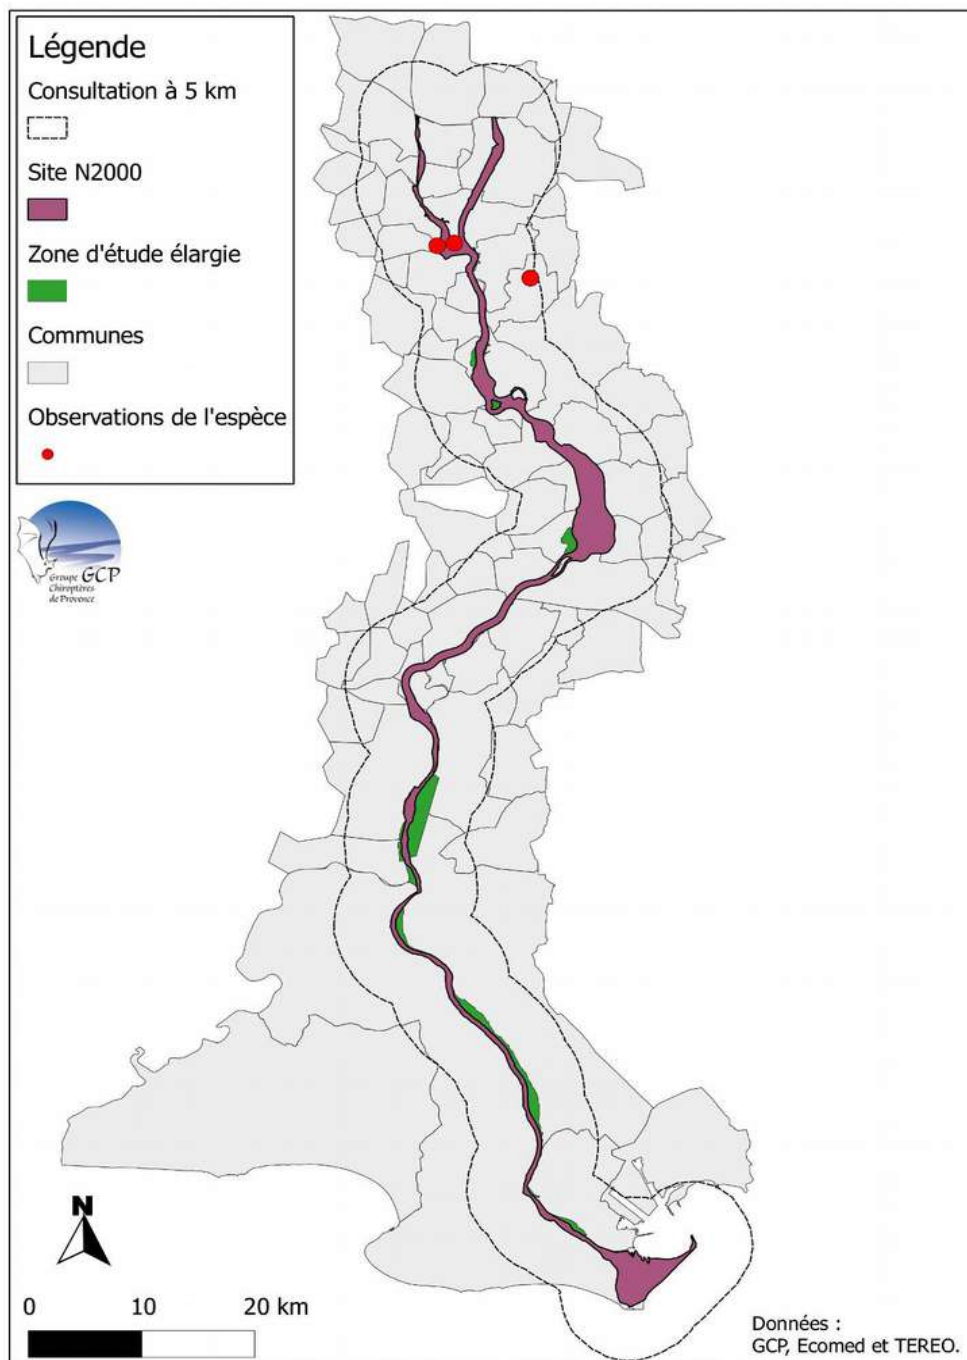 Légende
Consultation à 5 km
Site N2000
Zone d'étude élargie
Communes
Observations de l'espèce
Groupe GCP
Chiroptères
de Provence
N
0 10 20 km
Données :
GCP, Ecomed et TEREO.